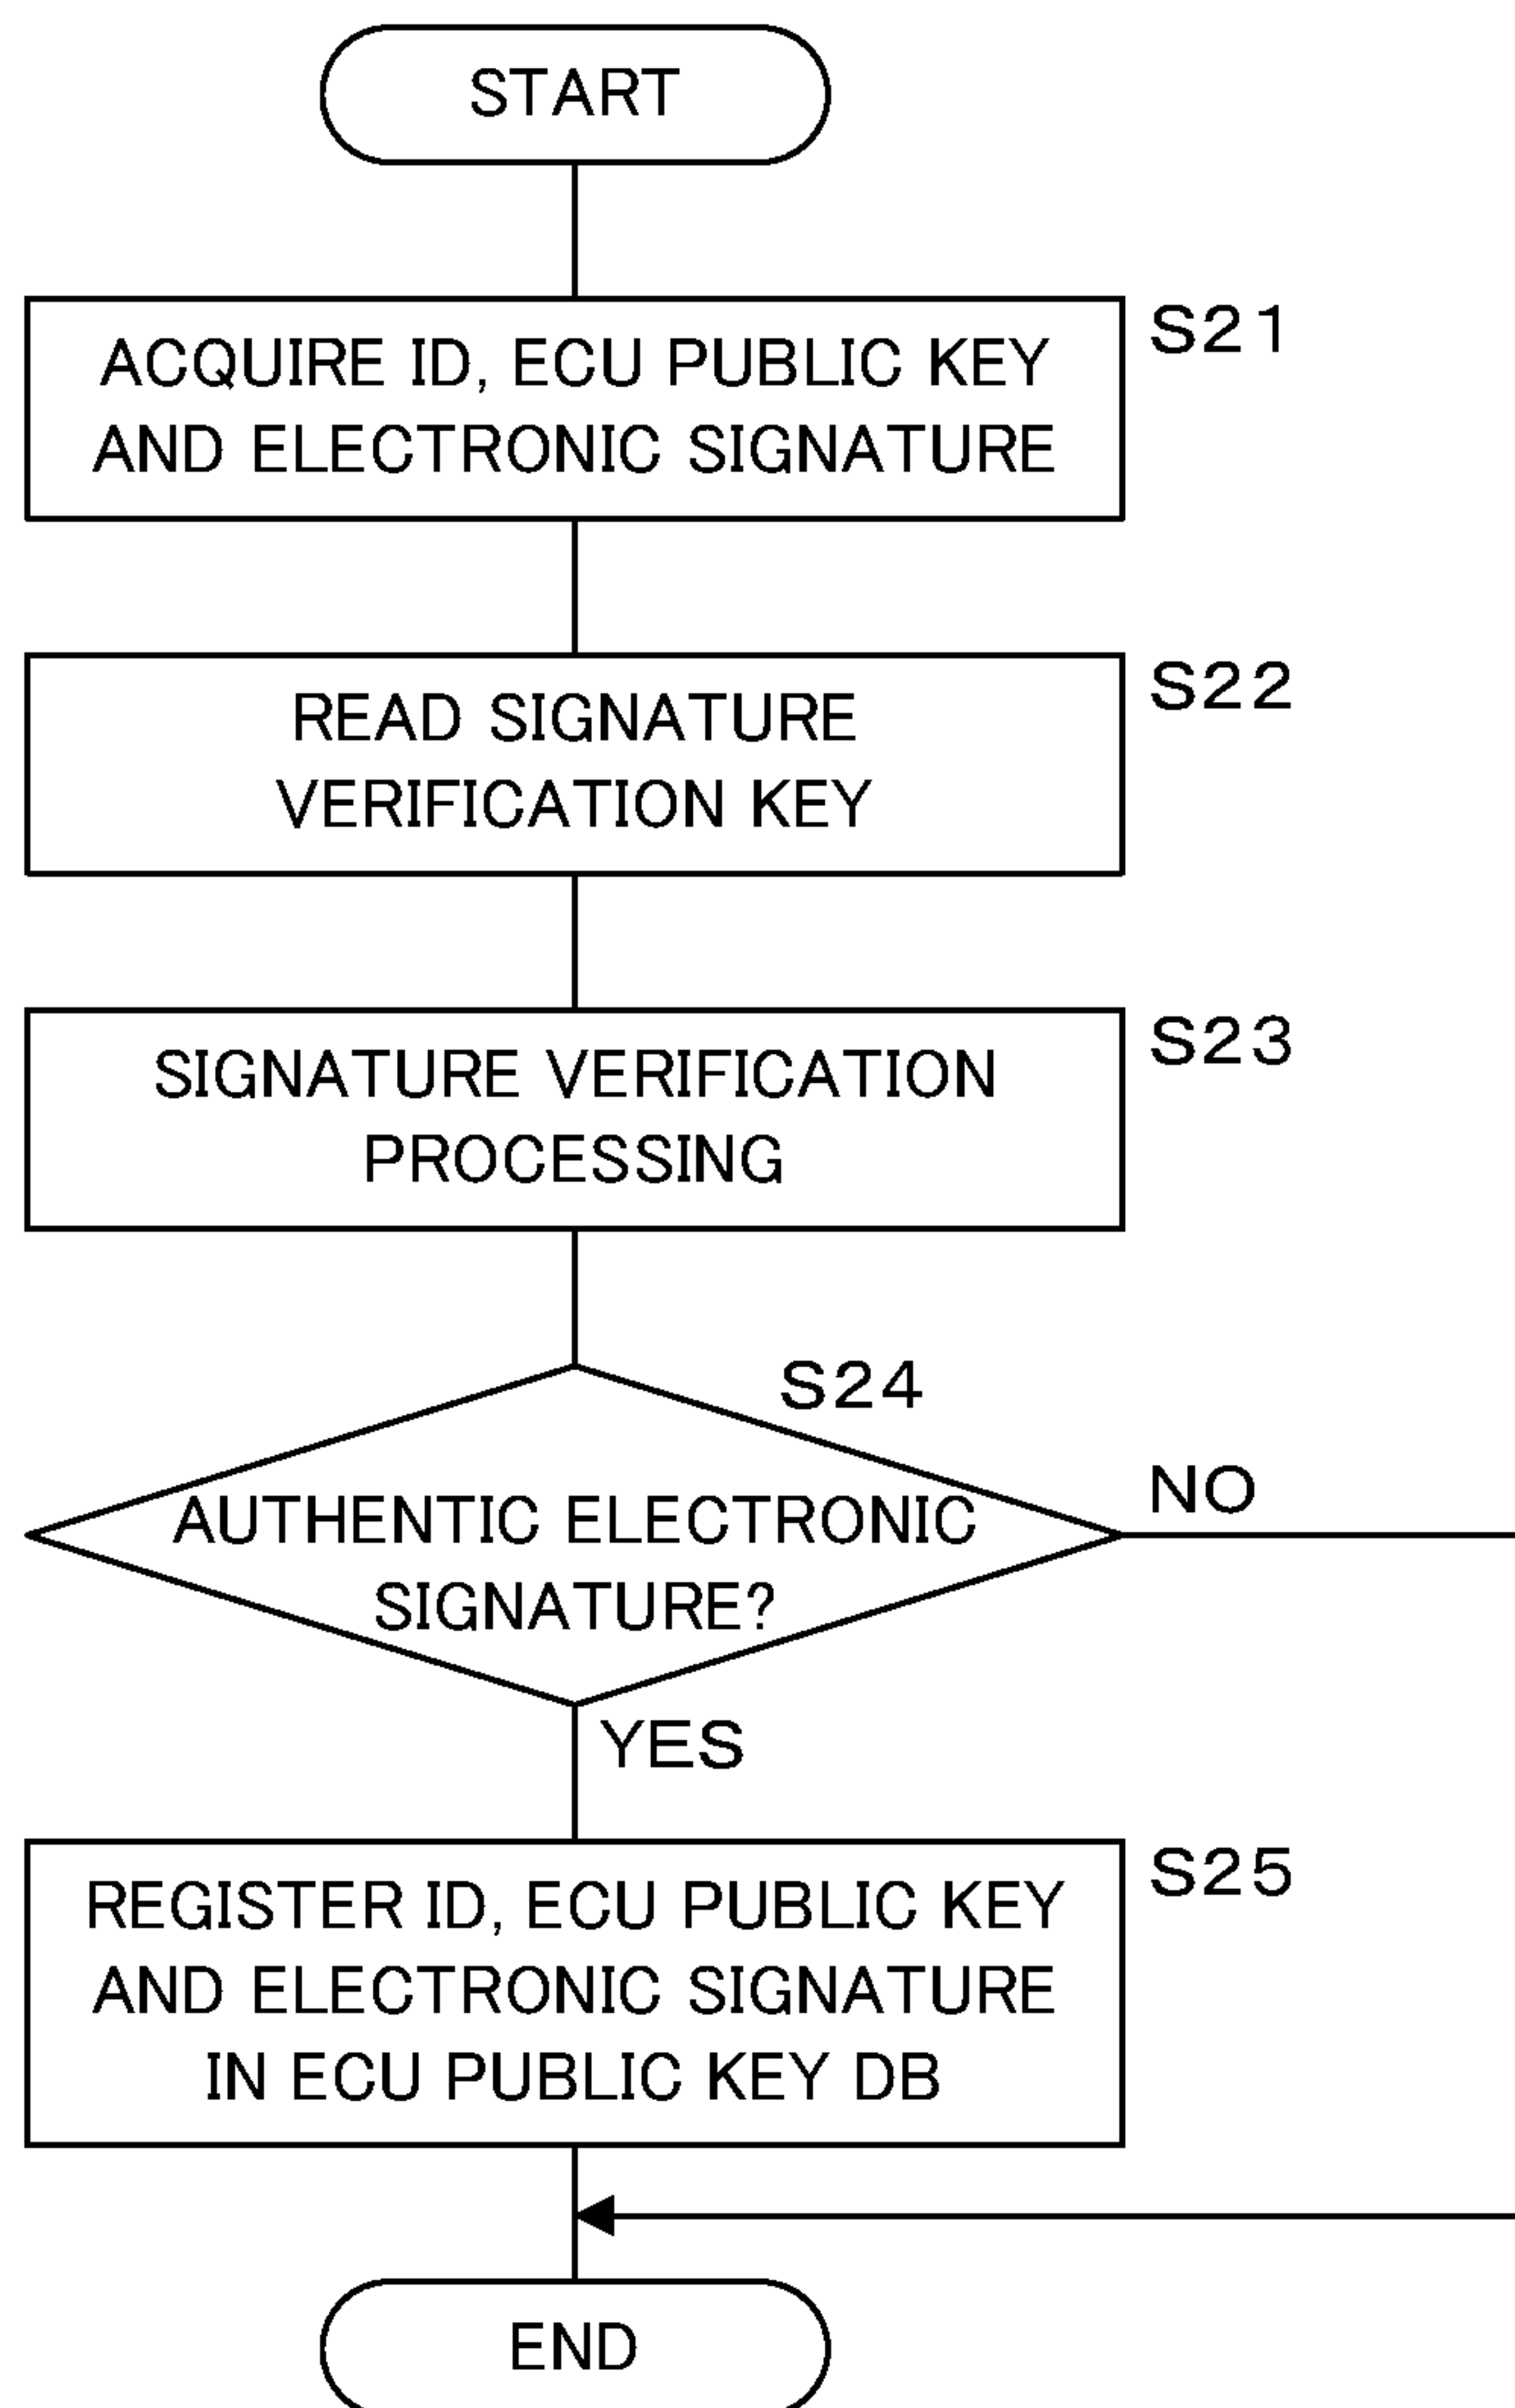 START
ACQUIRE ID, ECU PUBLIC KEY
AND ELECTRONIC SIGNATURE
S21
READ SIGNATURE
VERIFICATION KEY
S22
SIGNATURE VERIFICATION
PROCESSING
S23
S24
AUTHENTIC ELECTRONIC
SIGNATURE?
NO
YES
REGISTER ID, ECU PUBLIC KEY
AND ELECTRONIC SIGNATURE
IN ECU PUBLIC KEY DB
S25
END